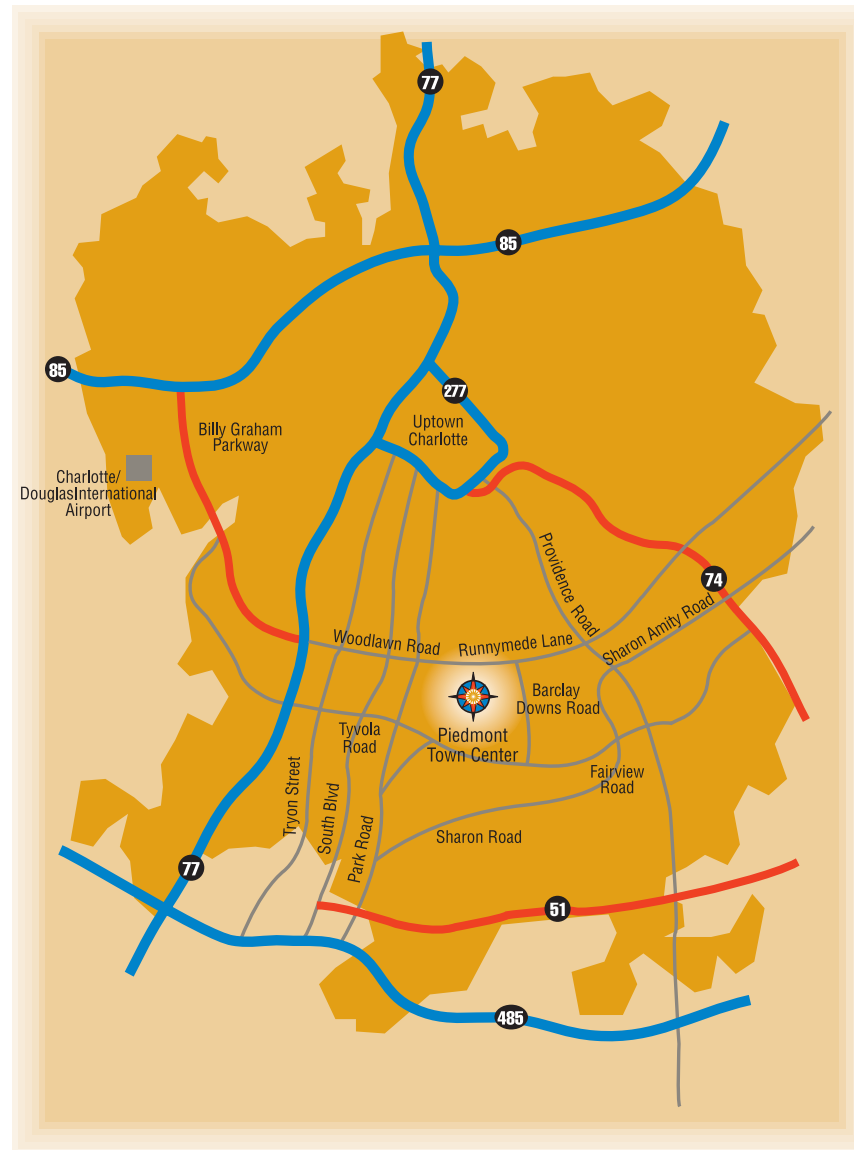 77
85
85
277
Billy Graham
Parkway
Uptown
Charlotte
Charlotte/
DouglasInternational
Airport
Providence Road
74
Sharon Amity Road
Woodlawn Road
Runnymede Lane
Barclay
Downs Road
Tyvola
Road
Piedmont
Town Center
Fairview
Road
Tryon Street
South Blvd
Park Road
Sharon Road
77
51
485